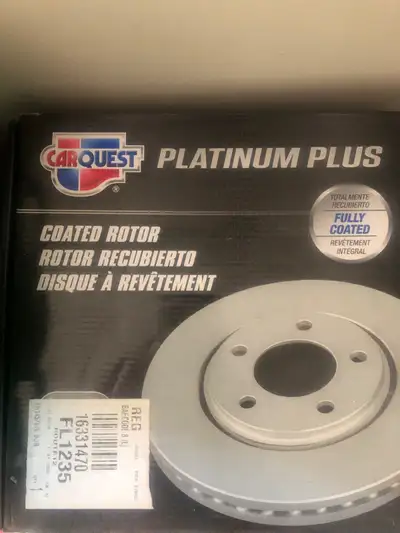 CARQUEST
®
PLATINUM PLUS
TOTALMENTE
RECUBIERTO
FULLY
COATED
REVÊTEMENT
INTÉGRAL
COATED ROTOR
ROTOR RECUBIERTO
DISQUE À REVÊTEMENT
REG
16331470
FL1235